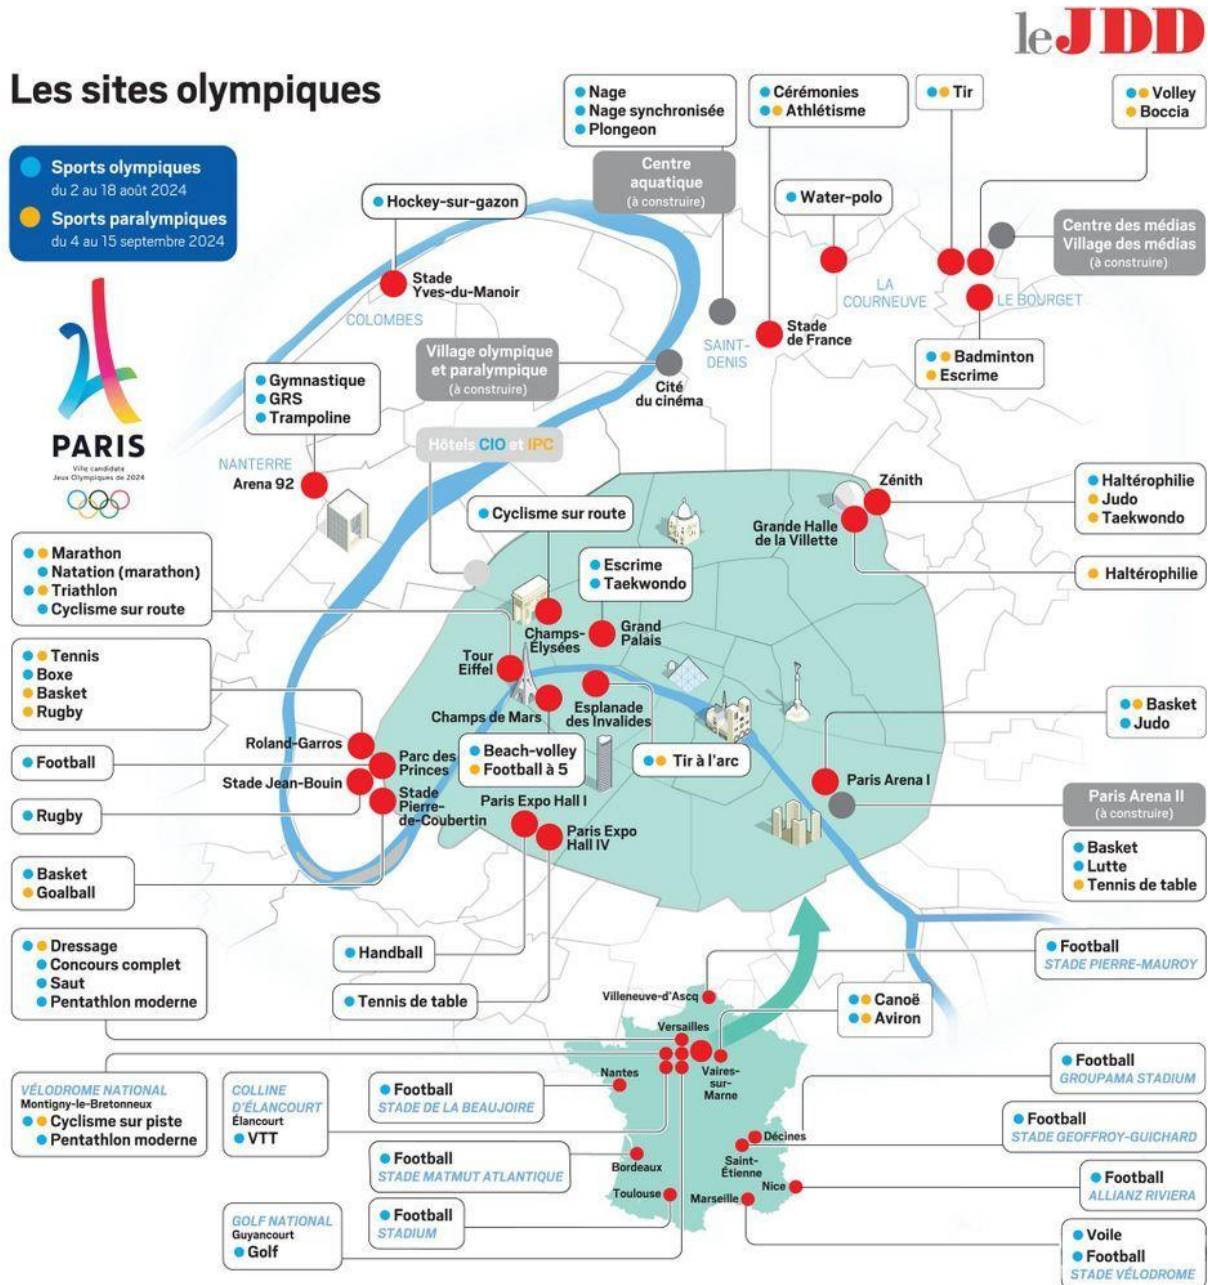 le JDD
Les sites olympiques
Sports olympiques
du 2 au 18 août 2024
Sports paralympiques
du 4 au 15 septembre 2024
PARIS
Ville candidate
Jeux Olympiques de 2024
Nage
Nage synchronisée
Plongeon
Centre
aquatique
(à construire)
Cérémonies
Athlétisme
Tir
Volley
Boccia
Hockey-sur-gazon
Water-polo
Centre des médias
Village des médias
(à construire)
Stade
Yves-du-Manoir
COLOMBES
LA
COURNEUVE
LE BOURGET
SAINT-
DENIS
Stade
de France
Village olympique
et paralympique
(à construire)
Cité
du cinéma
Badminton
Escrime
Gymnastique
GRS
Trampoline
NANTERRE
Arena 92
Hôtels CIO et IPC
Zénith
Grande Halle
de la Villette
Haltérophilie
Judo
Taekwondo
Haltérophilie
Cyclisme sur route
Escrime
Taekwondo
Marathon
Natation (marathon)
Triathlon
Cyclisme sur route
Champs-
Élysées
Grand
Palais
Tour
Eiffel
Champs de Mars
Esplanade
des Invalides
Tennis
Boxe
Basket
Rugby
Basket
Judo
Roland-Garros
Parc des
Princes
Stade Jean-Bouin
Stade
Pierre-
de-Coubertin
Football
Rugby
Basket
Goalball
Beach-volley
Football à 5
Tir à l'arc
Paris Expo Hall I
Paris Expo
Hall IV
Paris Arena I
Paris Arena II
(à construire)
Basket
Lutte
Tennis de table
Handball
Tennis de table
Dressage
Concours complet
Saut
Pentathlon moderne
Football
STADE PIERRE-MAUROY
Villeneuve-d'Ascq
Canoë
Aviron
Versailles
Vaires-
sur-
Marne
Nantes
VÉLODROME NATIONAL
Montigny-le-Bretonneux
Cyclisme sur piste
Pentathlon moderne
COLLINE
D'ÉLANCOURT
Élancourt
VTT
Football
STADE DE LA BEAUJOIRE
Football
GROUPAMA STADIUM
Football
STADE GEOFFROY-GUICHARD
Décines
Saint-
Étienne
Bordeaux
Football
STADE MATMUT ATLANTIQUE
Toulouse
Marseille
Nice
Football
ALLIANZ RIVIERA
GOLF NATIONAL
Guyancourt
Golf
Football
STADIUM
Voile
Football
STADE VÉLODROME